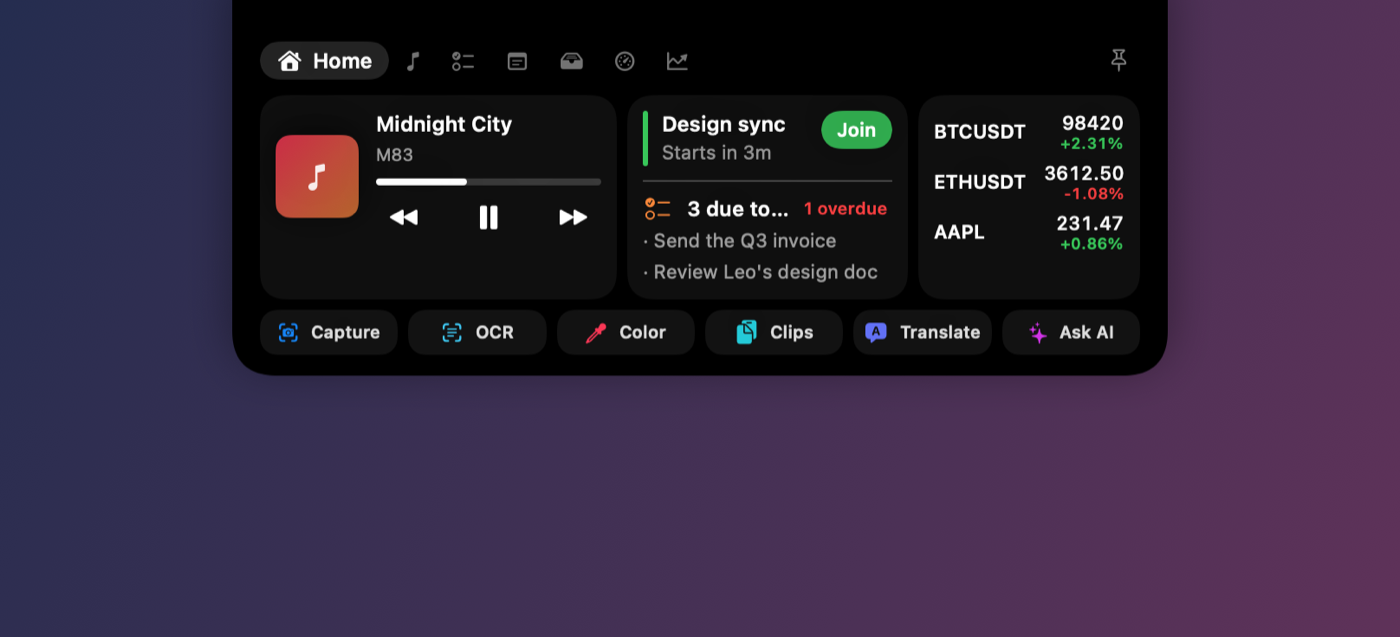 Home
Midnight City
M83
Design sync
Starts in 3m
Join
3 due to...
1 overdue
· Send the Q3 invoice
· Review Leo's design doc
BTCUSDT
98420
+2.31%
ETHUSDT
3612.50
-1.08%
AAPL
231.47
+0.86%
Capture
OCR
Color
Clips
A
Translate
Ask AI